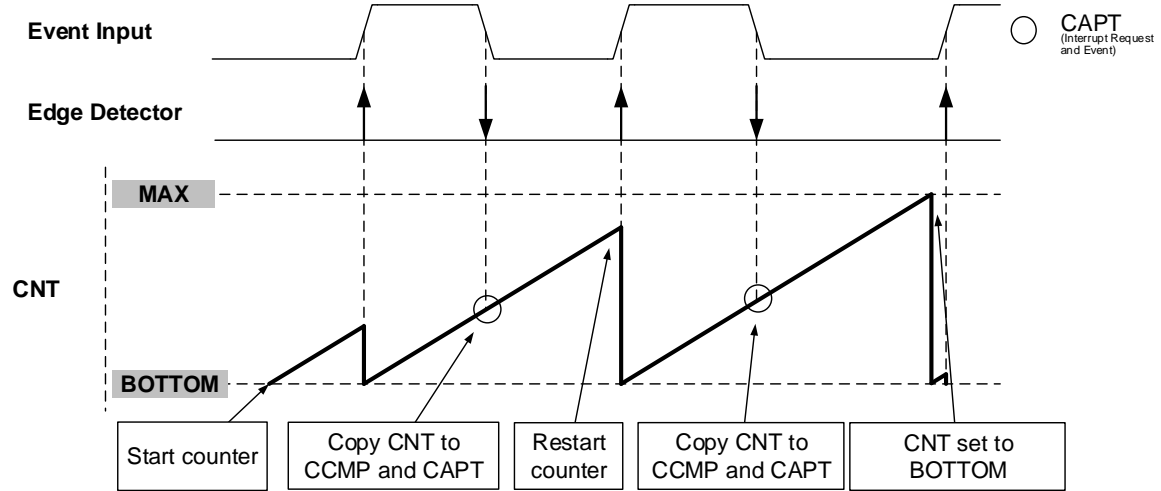 Event Input
CAPT
(Interrupt Request
and Event)
Edge Detector
MAX
CNT
BOTTOM
Start counter
Copy CNT to
CCMP and CAPT
Restart
counter
Copy CNT to
CCMP and CAPT
CNT set to
BOTTOM